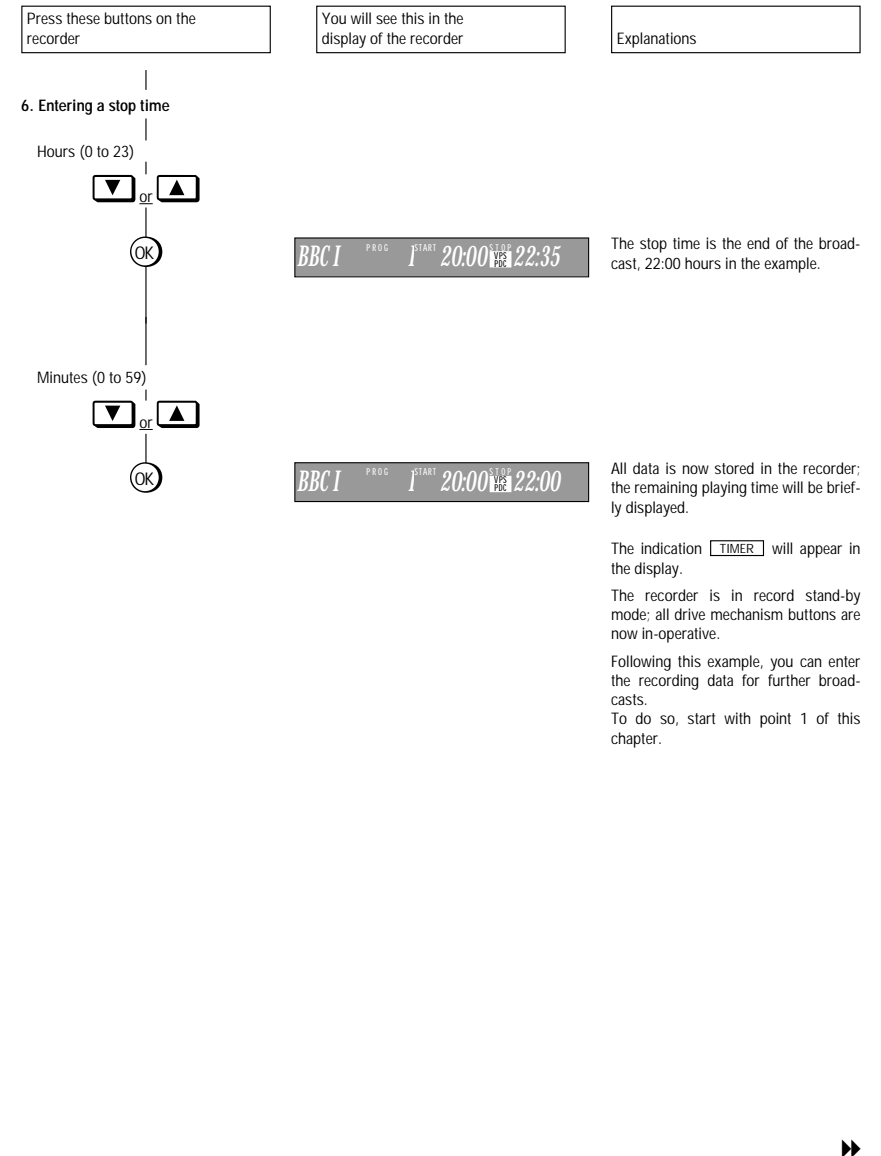 Press these buttons on the
recorder
You will see this in the
display of the recorder
Explanations
6. Entering a stop time
Hours (0 to 23)
▼ or ▲
OK
BBC I PROG 1 START 20:00 STOP VPS PDC 22:35
The stop time is the end of the broad-
cast, 22:00 hours in the example.
Minutes (0 to 59)
▼ or ▲
OK
BBC I PROG 1 START 20:00 STOP VPS PDC 22:00
All data is now stored in the recorder;
the remaining playing time will be brief-
ly displayed.
The indication TIMER will appear in
the display.
The recorder is in record stand-by
mode; all drive mechanism buttons are
now in-operative.
Following this example, you can enter
the recording data for further broad-
casts.
To do so, start with point 1 of this
chapter.